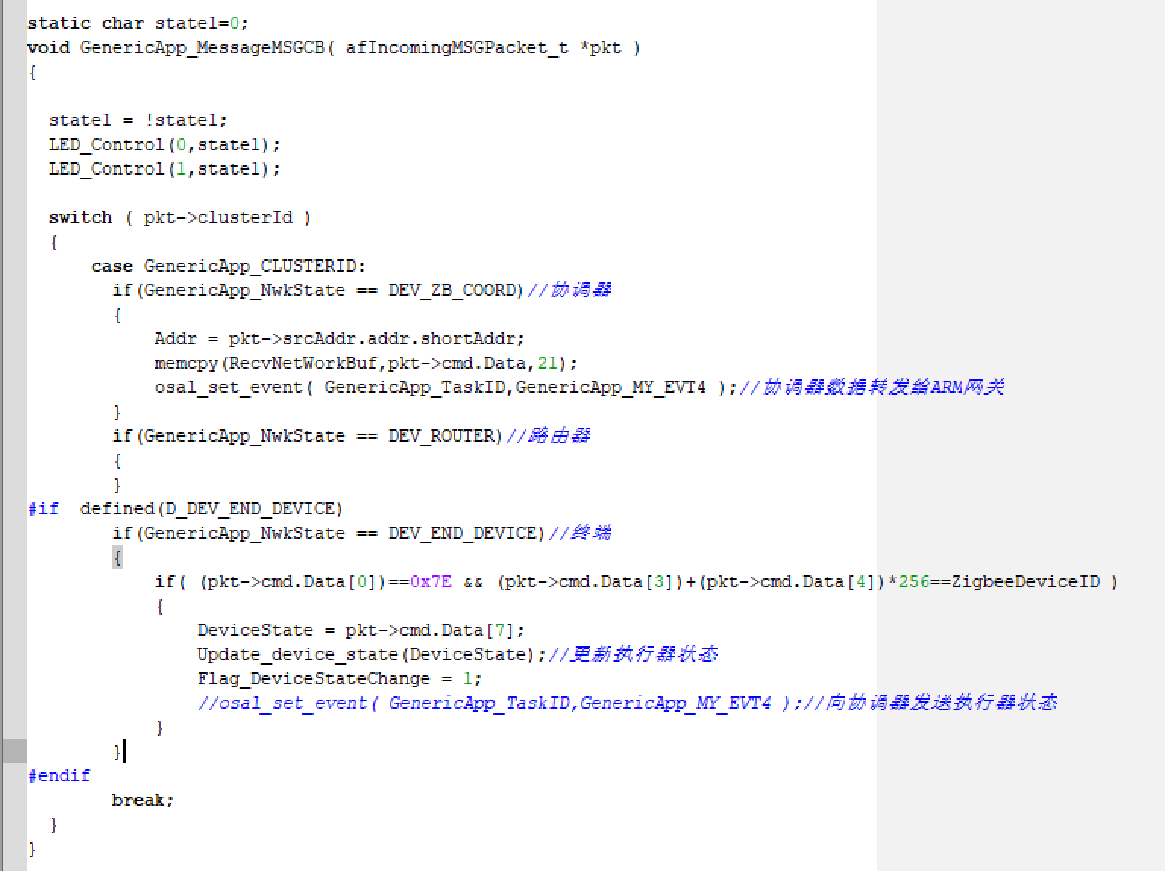 static char state1=0;
void GenericApp_MessageMSGCB( afIncomingMSGPacket_t *pkt )
{
state1 = !state1;
LED_Control(0,state1);
LED_Control(1,state1);
switch ( pkt->clusterId )
{
case GenericApp_CLUSTERID:
if(GenericApp_NwkState == DEV_ZB_COORD)//协调器
{
Addr = pkt->srcAddr.addr.shortAddr;
memcpy(RecvNetWorkBuf,pkt->cmd.Data,21);
osal_set_event( GenericApp_TaskID,GenericApp_MY_EVT4 );//协调器数据转发给ARM网关
}
if(GenericApp_NwkState == DEV_ROUTER)//路由器
{
}
#if defined(D_DEV_END_DEVICE)
if(GenericApp_NwkState == DEV_END_DEVICE)//终端
{
if( (pkt->cmd.Data[0])==0x7E && (pkt->cmd.Data[3])+(pkt->cmd.Data[4])*256==ZigbeeDeviceID )
{
DeviceState = pkt->cmd.Data[7];
Update_device_state(DeviceState);//更新执行器状态
Flag_DeviceStateChange = 1;
//osal_set_event( GenericApp_TaskID,GenericApp_MY_EVT4 );//向协调器发送执行器状态
}
}
#endif
break;
}
}